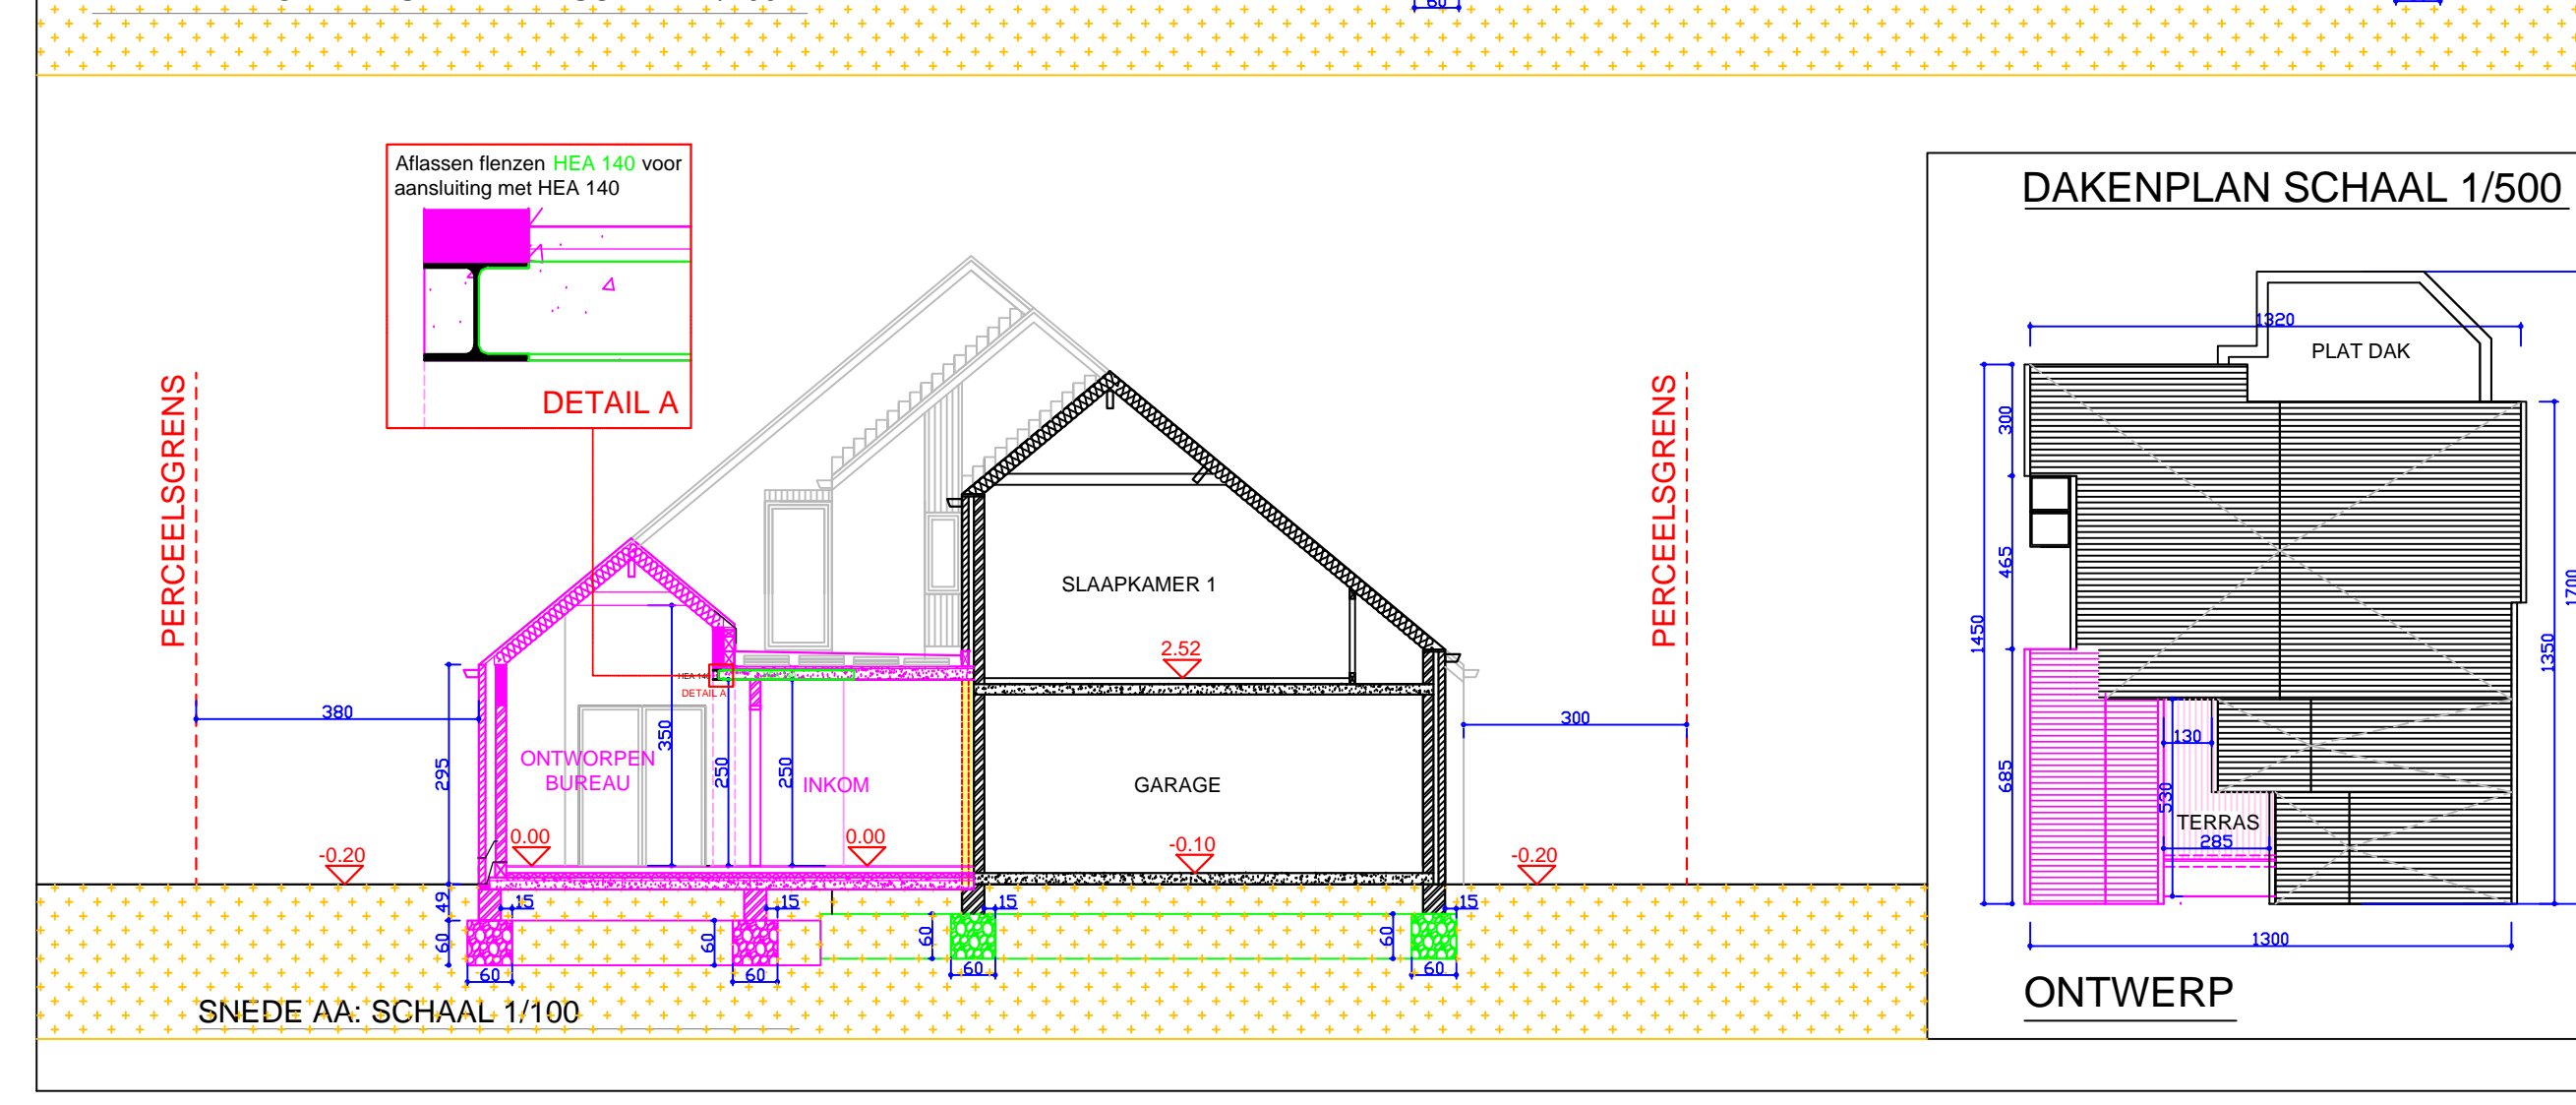 60
Aflassen flenzen HEA 140 voor
aansluiting met HEA 140
DETAIL A
PERCEELSGRENS
PERCEELSGRENS
SLAAPKAMER 1
2.52
HEA 140
DETAIL A
380
300
295
350
250
250
ONTWORPEN
BUREAU
INKOM
GARAGE
0.00
0.00
-0.10
-0.20
-0.20
49
15
15
15
15
60
60
60
60
60
60
60
60
SNEDE AA: SCHAAL 1/100
DAKENPLAN SCHAAL 1/500
1320
PLAT DAK
300
465
1450
685
1700
1350
130
530
TERRAS
285
1300
ONTWERP